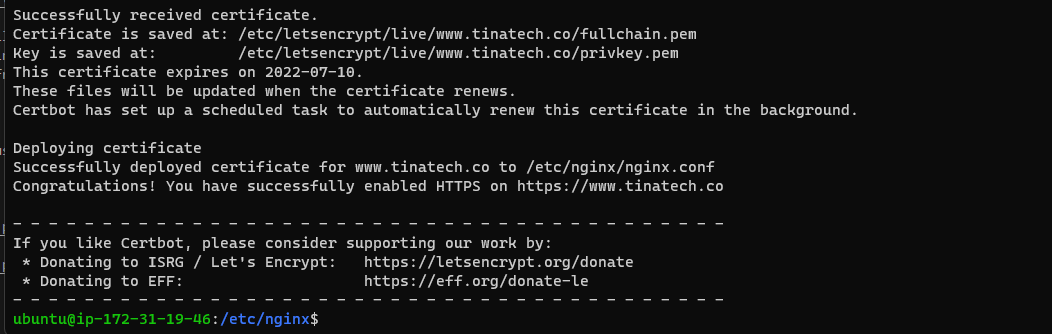 Successfully received certificate.
Certificate is saved at: /etc/letsencrypt/live/www.tinatech.co/fullchain.pem
Key is saved at:         /etc/letsencrypt/live/www.tinatech.co/privkey.pem
This certificate expires on 2022-07-10.
These files will be updated when the certificate renews.
Certbot has set up a scheduled task to automatically renew this certificate in the background.

Deploying certificate
Successfully deployed certificate for www.tinatech.co to /etc/nginx/nginx.conf
Congratulations! You have successfully enabled HTTPS on https://www.tinatech.co

- - - - - - - - - - - - - - - - - - - - - - - - - - - - - - - - - - - - - - - -
If you like Certbot, please consider supporting our work by:
 * Donating to ISRG / Let's Encrypt:   https://letsencrypt.org/donate
 * Donating to EFF:                    https://eff.org/donate-le
- - - - - - - - - - - - - - - - - - - - - - - - - - - - - - - - - - - - - - - -
ubuntu@ip-172-31-19-46:/etc/nginx$